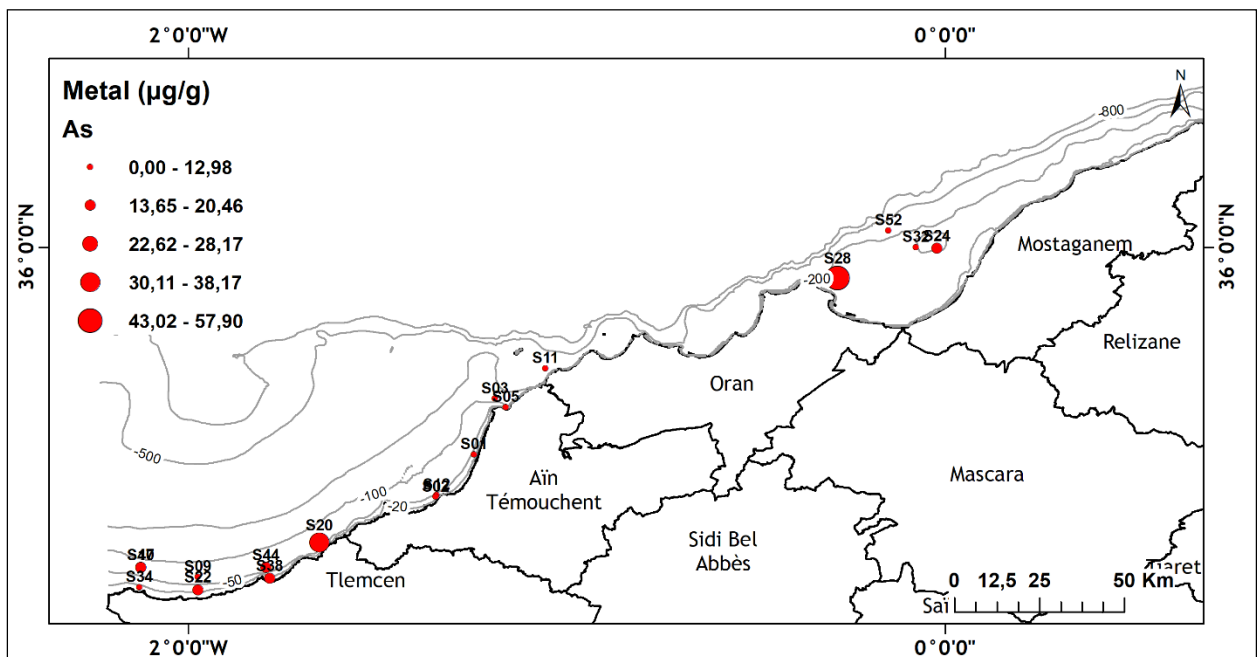 2°0'0"W
0°0'0"
Metal (µg/g)
As
0,00 - 12,98
13,65 - 20,46
22,62 - 28,17
30,11 - 38,17
43,02 - 57,90
N
-800
36°0'0"N
36°0'0"N
S52
S32
S24
Mostaganem
S28
-200
Relizane
S11
Oran
S03
S05
-500
S01
Mascara
Aïn
Témouchent
-100
S12
-20
S20
Sidi Bel
Abbès
S44
S09
S38
Tlemcen
S34
S22
-50
Tiaret
0 12,5 25 50 Km
Saï
2°0'0"W
0°0'0"